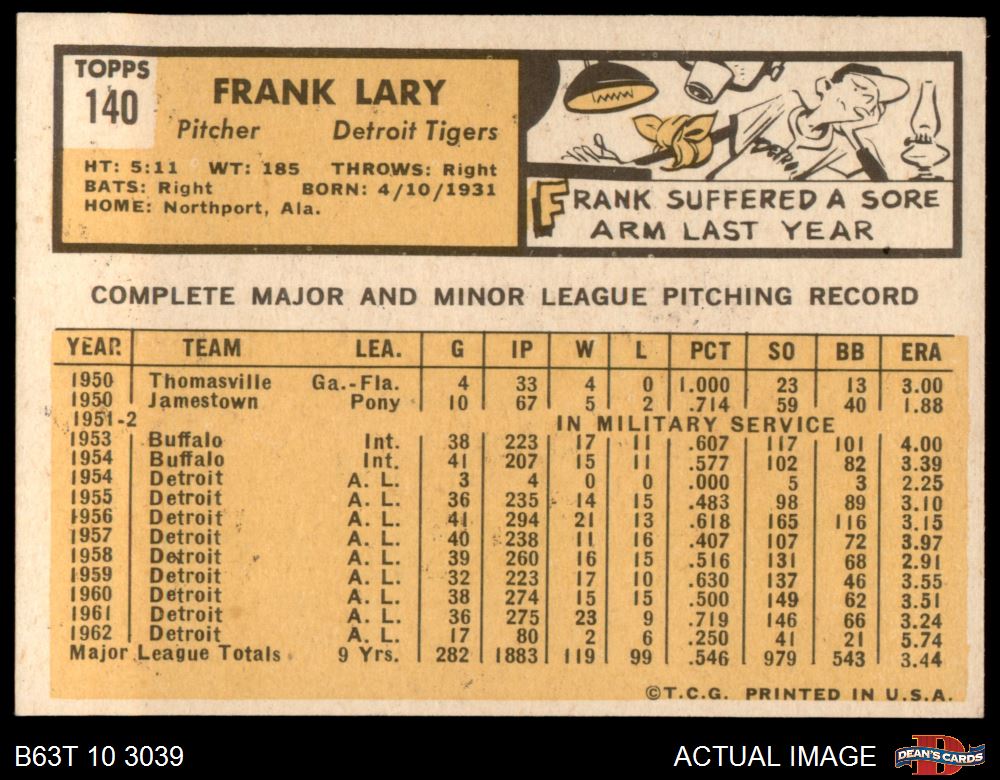 TOPPS
140
FRANK LARY
Pitcher Detroit Tigers
HT: 5:11 WT: 185 THROWS: Right
BATS: Right BORN: 4/10/1931
HOME: Northport, Ala.
DETROIT
FRANK SUFFERED A SORE
ARM LAST YEAR
COMPLETE MAJOR AND MINOR LEAGUE PITCHING RECORD
YEAR TEAM LEA. G IP W L PCT SO BB ERA
1950 Thomasville Ga.-Fla. 4 33 4 0 1.000 23 13 3.00
1950 Jamestown Pony 10 67 5 2 .714 59 40 1.88
1951-2 IN MILITARY SERVICE
1953 Buffalo Int. 38 223 17 11 .607 117 101 4.00
1954 Buffalo Int. 41 207 15 11 .577 102 82 3.39
1954 Detroit A. L. 3 4 0 0 .000 5 3 2.25
1955 Detroit A. L. 36 235 14 15 .483 98 89 3.10
1956 Detroit A. L. 41 294 21 13 .618 165 116 3.15
1957 Detroit A. L. 40 238 11 16 .407 107 72 3.97
1958 Detroit A. L. 39 260 16 15 .516 131 68 2.91
1959 Detroit A. L. 32 223 17 10 .630 137 46 3.55
1960 Detroit A. L. 38 274 15 15 .500 149 62 3.51
1961 Detroit A. L. 36 275 23 9 .719 146 66 3.24
1962 Detroit A. L. 17 80 2 6 .250 41 21 5.74
Major League Totals 9 Yrs. 282 1883 119 99 .546 979 543 3.44
©T.C.G. PRINTED IN U.S.A.
B63T 10 3039 ACTUAL IMAGE
DEAN'S CARDS